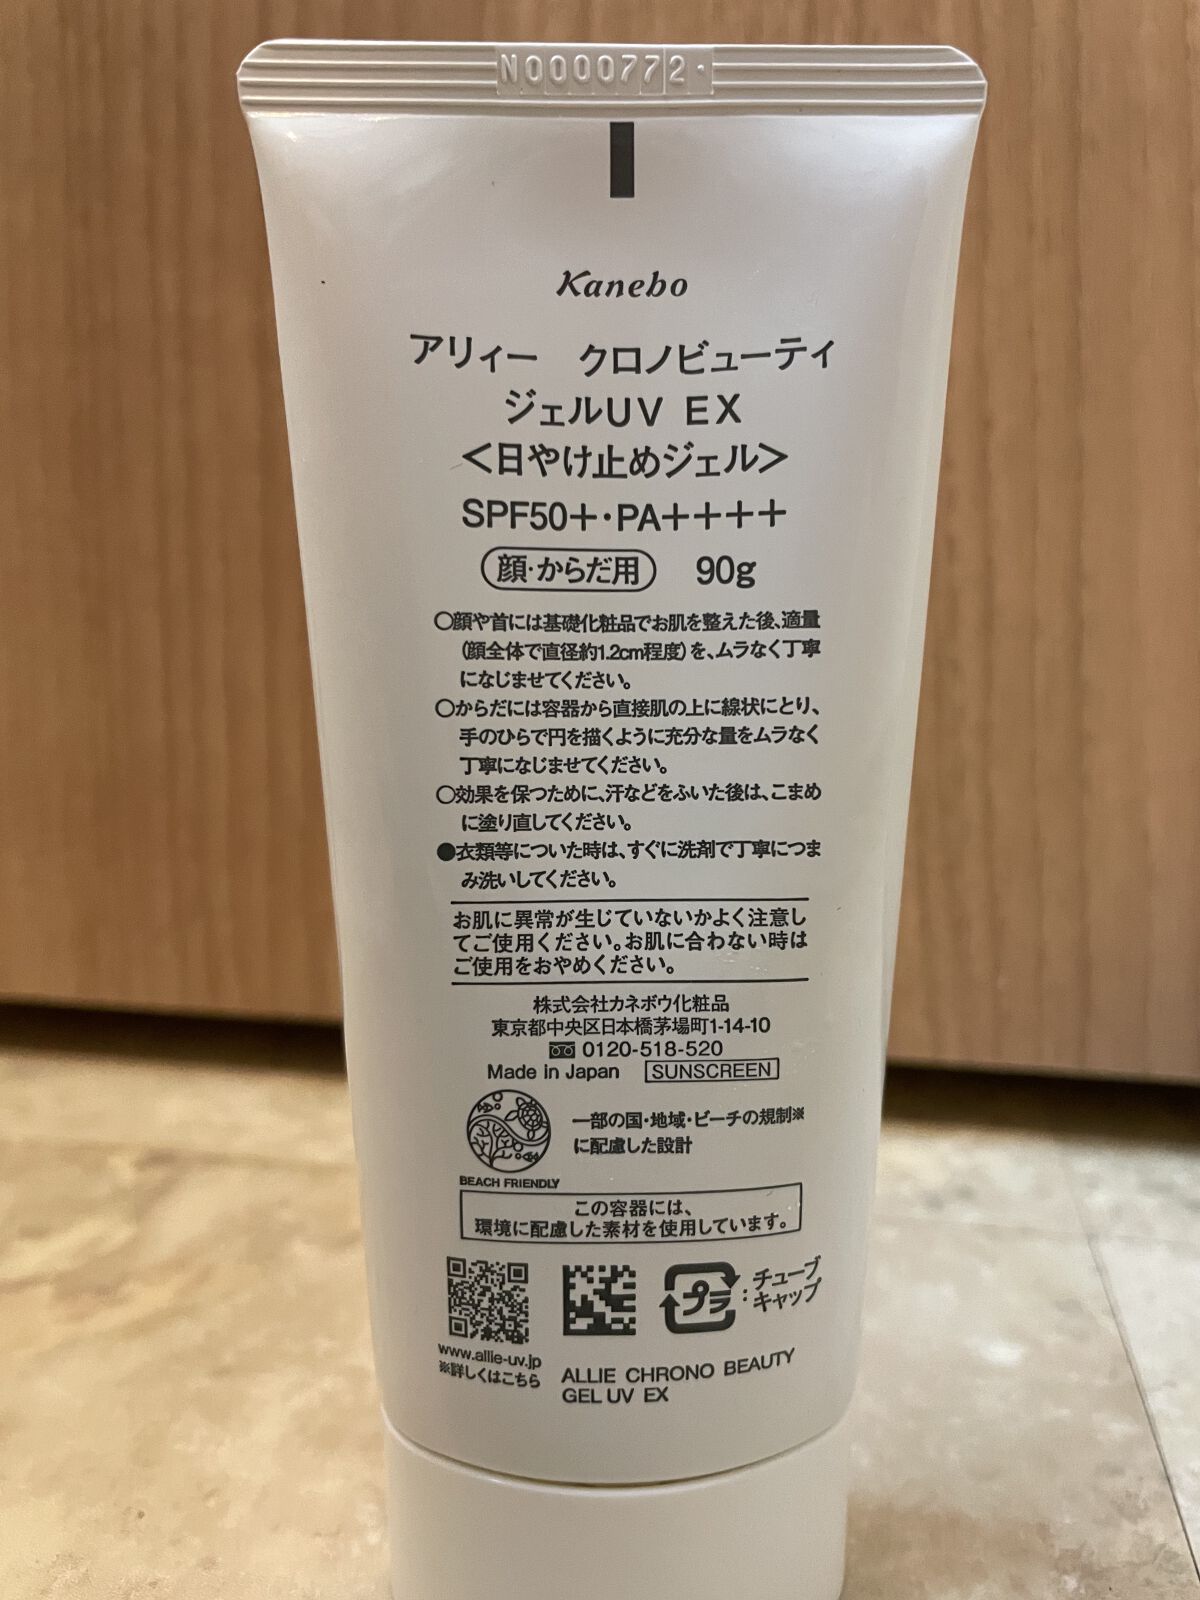 N0000772.
Kanebo
アリィー クロノビューティ
ジェルUV EX
<日やけ止めジェル>
SPF50+・PA++++
顔・からだ用 90g
○顔や首には基礎化粧品でお肌を整えた後、適量
(顔全体で直径約1.2cm程度)を、ムラなく丁寧
になじませてください。
○からだには容器から直接肌の上に線状にとり、
手のひらで円を描くように充分な量をムラなく
丁寧になじませてください。
○効果を保つために、汗などをふいた後は、こまめ
に塗り直してください。
●衣類等についた時は、すぐに洗剤で丁寧につま
み洗いしてください。
お肌に異常が生じていないかよく注意し
てご使用ください。お肌に合わない時は
ご使用をおやめください。
株式会社カネボウ化粧品
東京都中央区日本橋茅場町1-14-10
0120-518-520
Made in Japan SUNSCREEN
一部の国・地域・ビーチの規制※
に配慮した設計
BEACH FRIENDLY
この容器には、
環境に配慮した素材を使用しています。
プラ : チューブ
キャップ
www.allie-uv.jp
※詳しくはこちら
ALLIE CHRONO BEAUTY
GEL UV EX